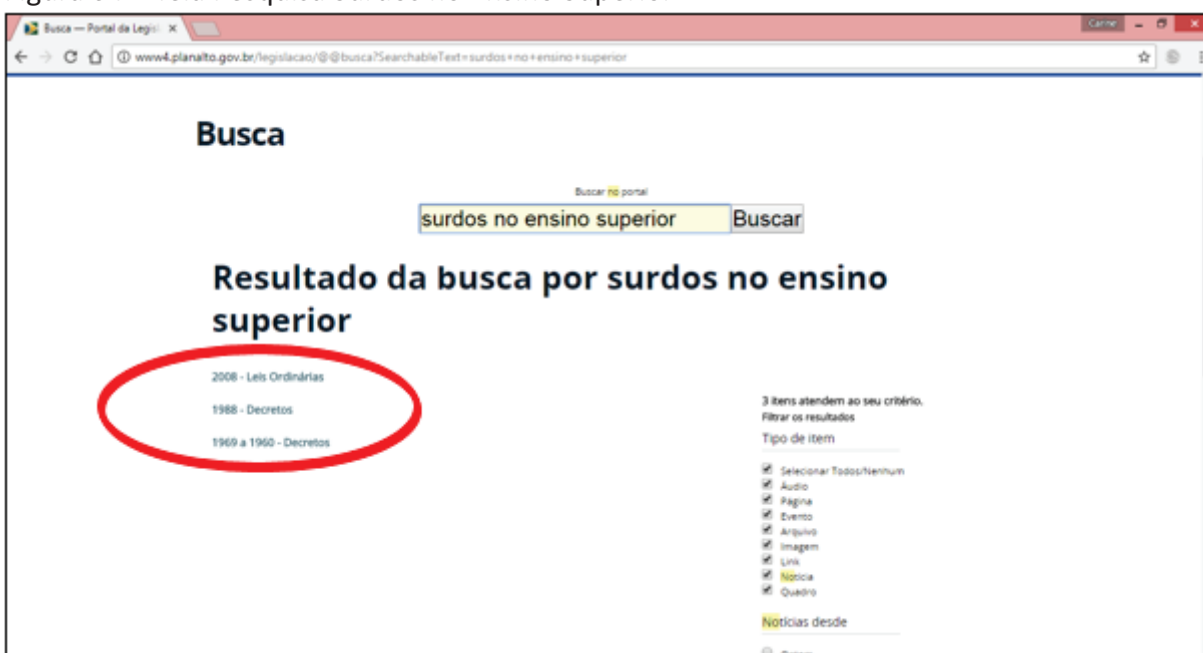 Busca — Portal da Legis
Carine
www4.planalto.gov.br/legislacao/@@busca?SearchableText=surdos+no+ensino+superior
Busca
Buscar no portal
surdos no ensino superior
Buscar
Resultado da busca por surdos no ensino
superior
2008 - Leis Ordinárias
1988 - Decretos
1969 a 1960 - Decretos
3 itens atendem ao seu critério.
Filtrar os resultados
Tipo de item
Selecionar Todos/Nenhum
Áudio
Página
Evento
Arquivo
Imagem
Link
Notícia
Quadro
Notícias desde